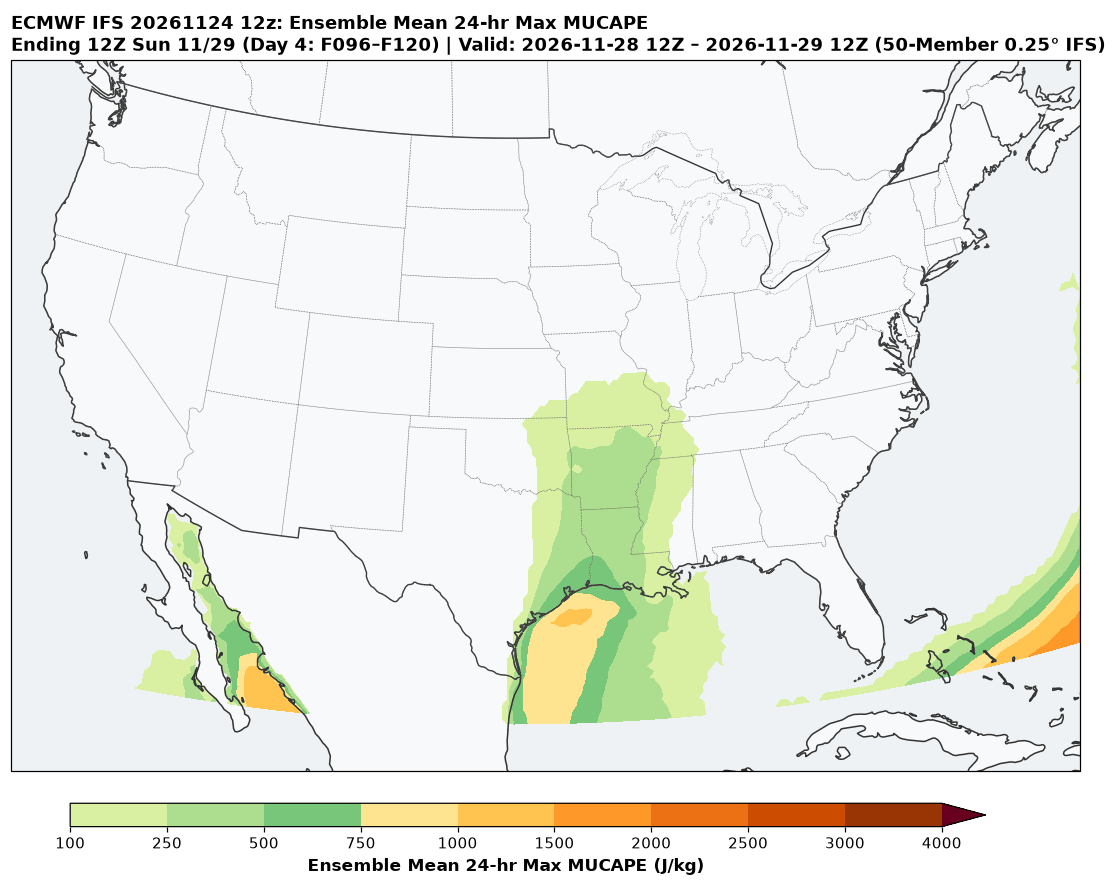 ECMWF IFS 20261124 12z: Ensemble Mean 24-hr Max MUCAPE
Ending 12Z Sun 11/29 (Day 4: F096–F120) | Valid: 2026-11-28 12Z – 2026-11-29 12Z (50-Member 0.25° IFS)
100 250 500 750 1000 1500 2000 2500 3000 4000
Ensemble Mean 24-hr Max MUCAPE (J/kg)